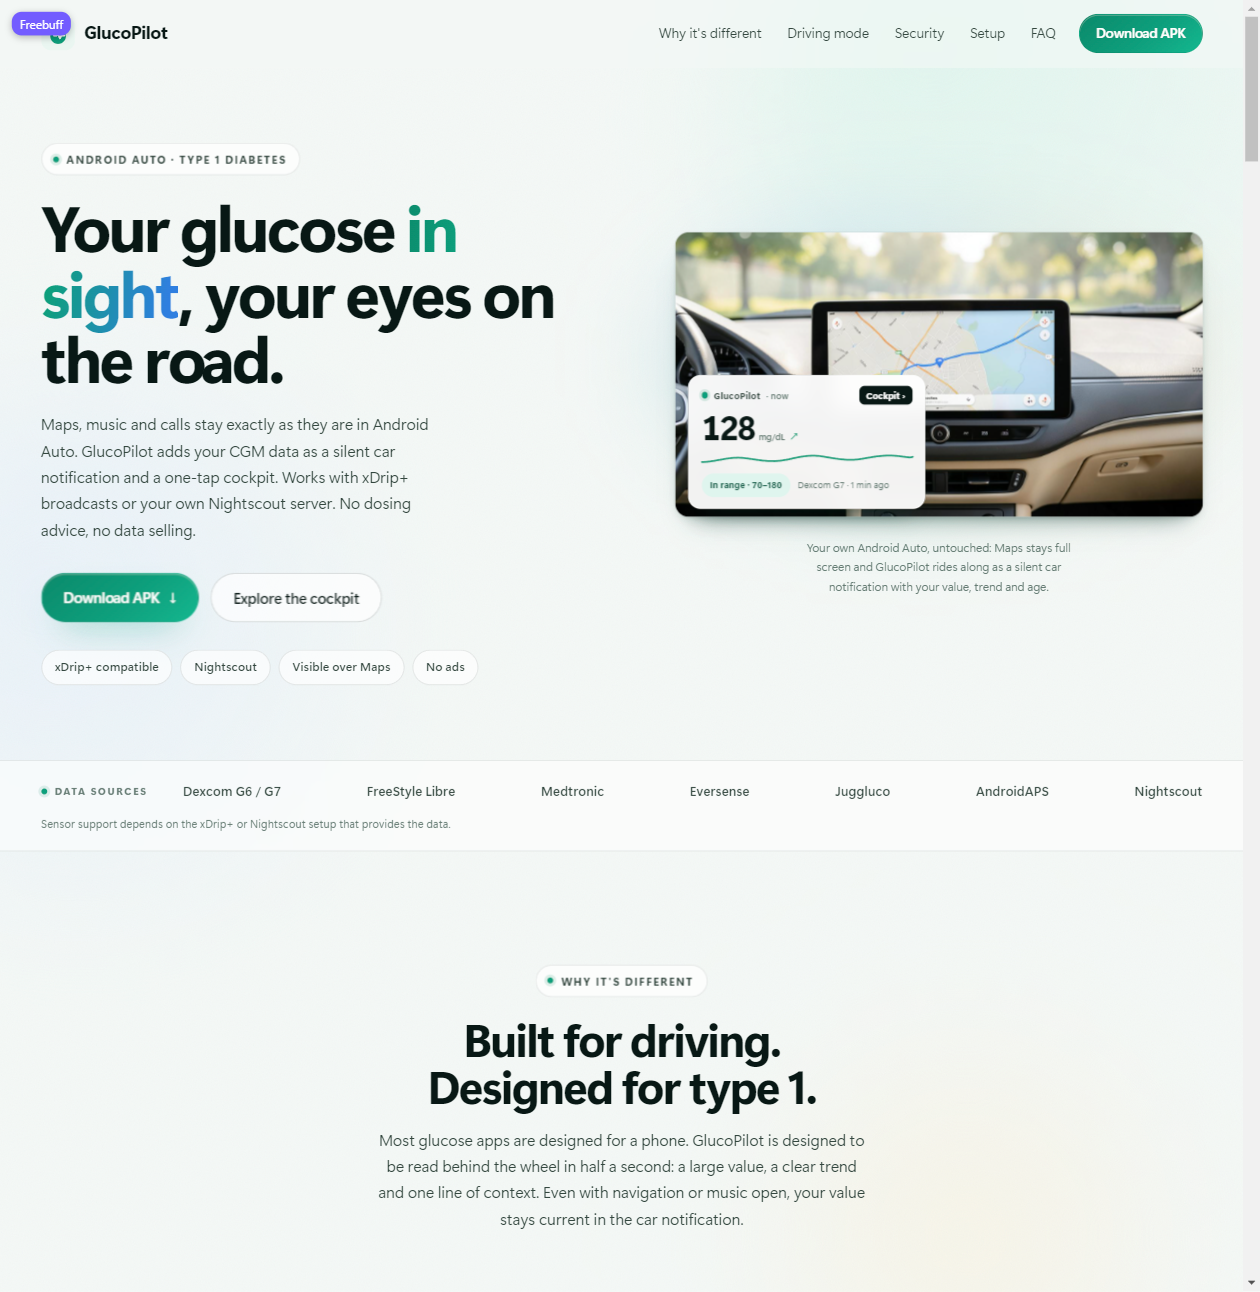 Freebuff
GlucoPilot
Why it's different
Driving mode
Security
Setup
FAQ
Download APK
ANDROID AUTO · TYPE 1 DIABETES
Your glucose in
sight, your eyes on
the road.
Maps, music and calls stay exactly as they are in Android
Auto. GlucoPilot adds your CGM data as a silent car
notification and a one-tap cockpit. Works with xDrip+
broadcasts or your own Nightscout server. No dosing
advice, no data selling.
Download APK ↓
Explore the cockpit
xDrip+ compatible
Nightscout
Visible over Maps
No ads
GlucoPilot · now
Cockpit ›
128 mg/dL ↗
In range · 70–180
Dexcom G7 · 1 min ago
Your own Android Auto, untouched: Maps stays full
screen and GlucoPilot rides along as a silent car
notification with your value, trend and age.
DATA SOURCES
Dexcom G6 / G7
FreeStyle Libre
Medtronic
Eversense
Juggluco
AndroidAPS
Nightscout
Sensor support depends on the xDrip+ or Nightscout setup that provides the data.
WHY IT'S DIFFERENT
Built for driving.
Designed for type 1.
Most glucose apps are designed for a phone. GlucoPilot is designed to
be read behind the wheel in half a second: a large value, a clear trend
and one line of context. Even with navigation or music open, your value
stays current in the car notification.